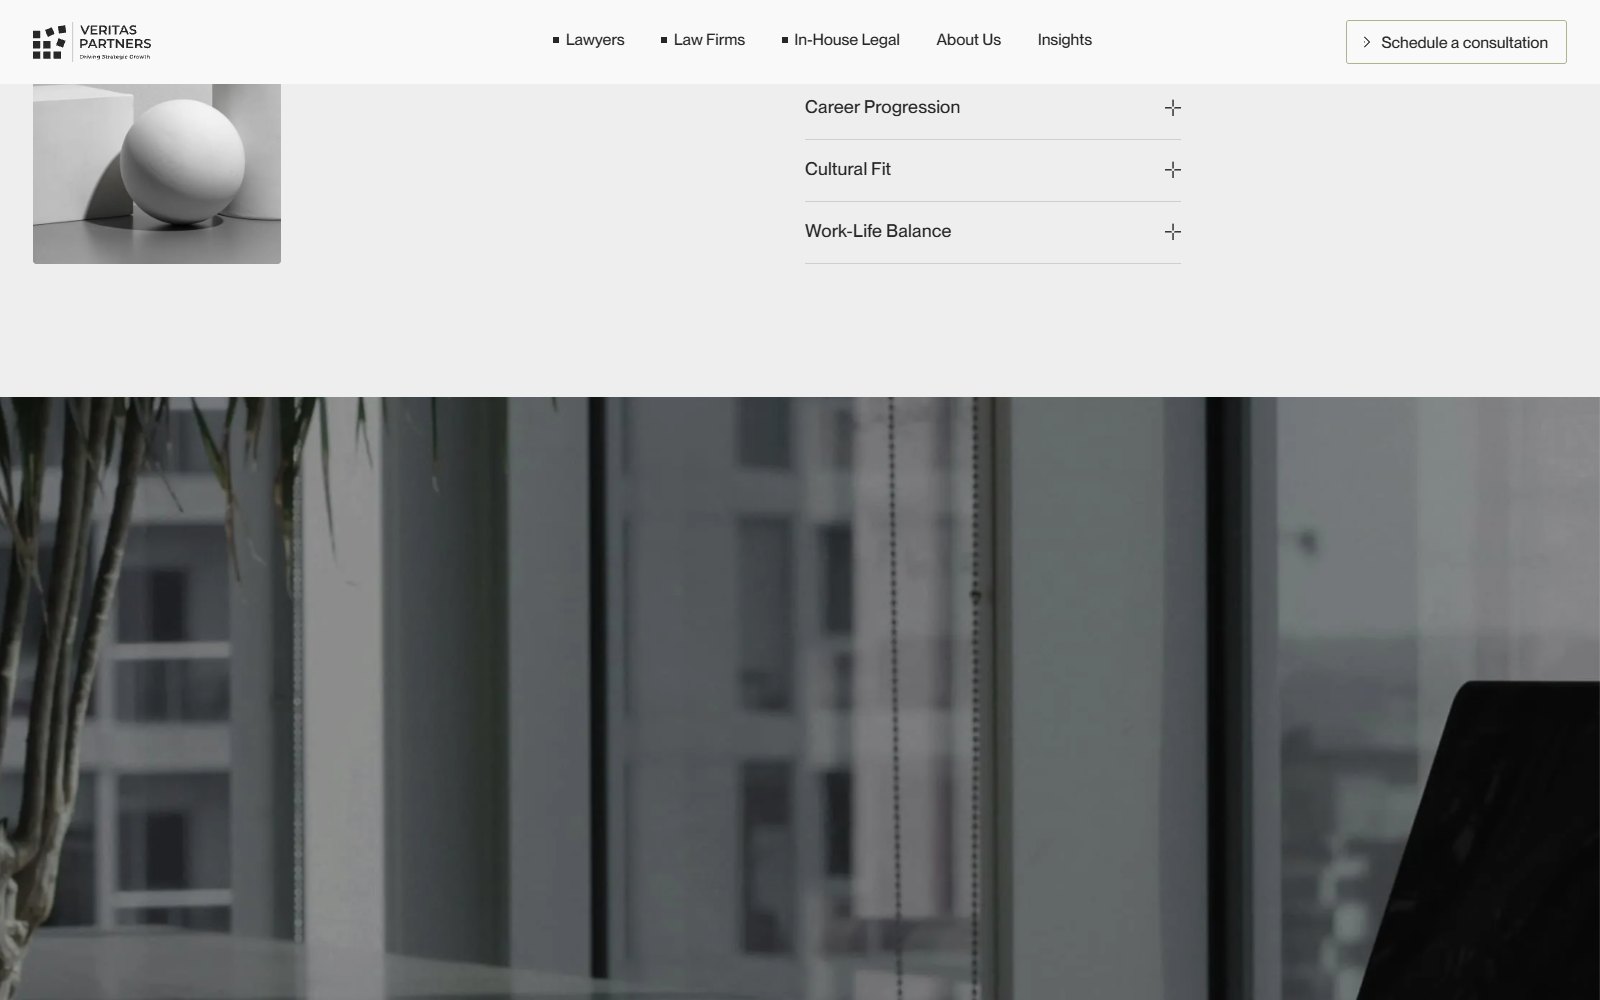 VERITAS
PARTNERS
Driving Strategic Growth
Lawyers
Law Firms
In-House Legal
About Us
Insights
Schedule a consultation
Career Progression
Cultural Fit
Work-Life Balance